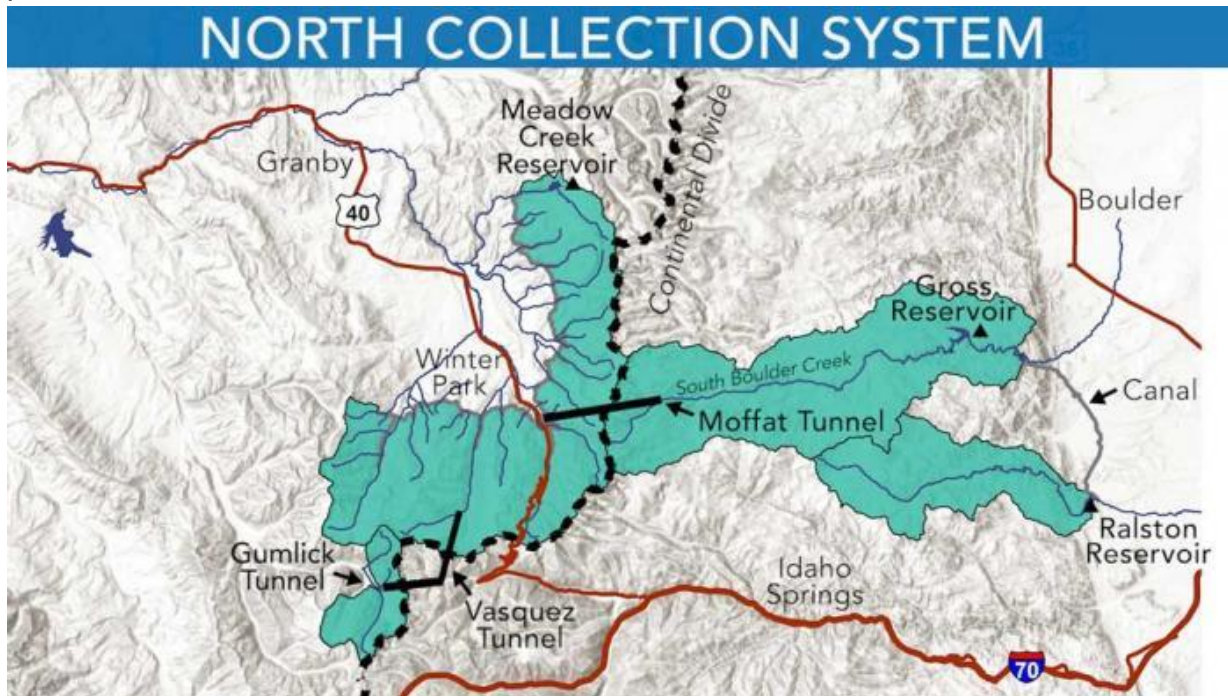 NORTH COLLECTION SYSTEM
36
Meadow
Creek
Reservoir
Continental Divide
Granby
40
Boulder
Gross
Reservoir
Winter
Park
South Boulder Creek
Canal
Moffat Tunnel
Gumlick
Tunnel
Vasquez
Tunnel
Idaho
Springs
Ralston
Reservoir
70